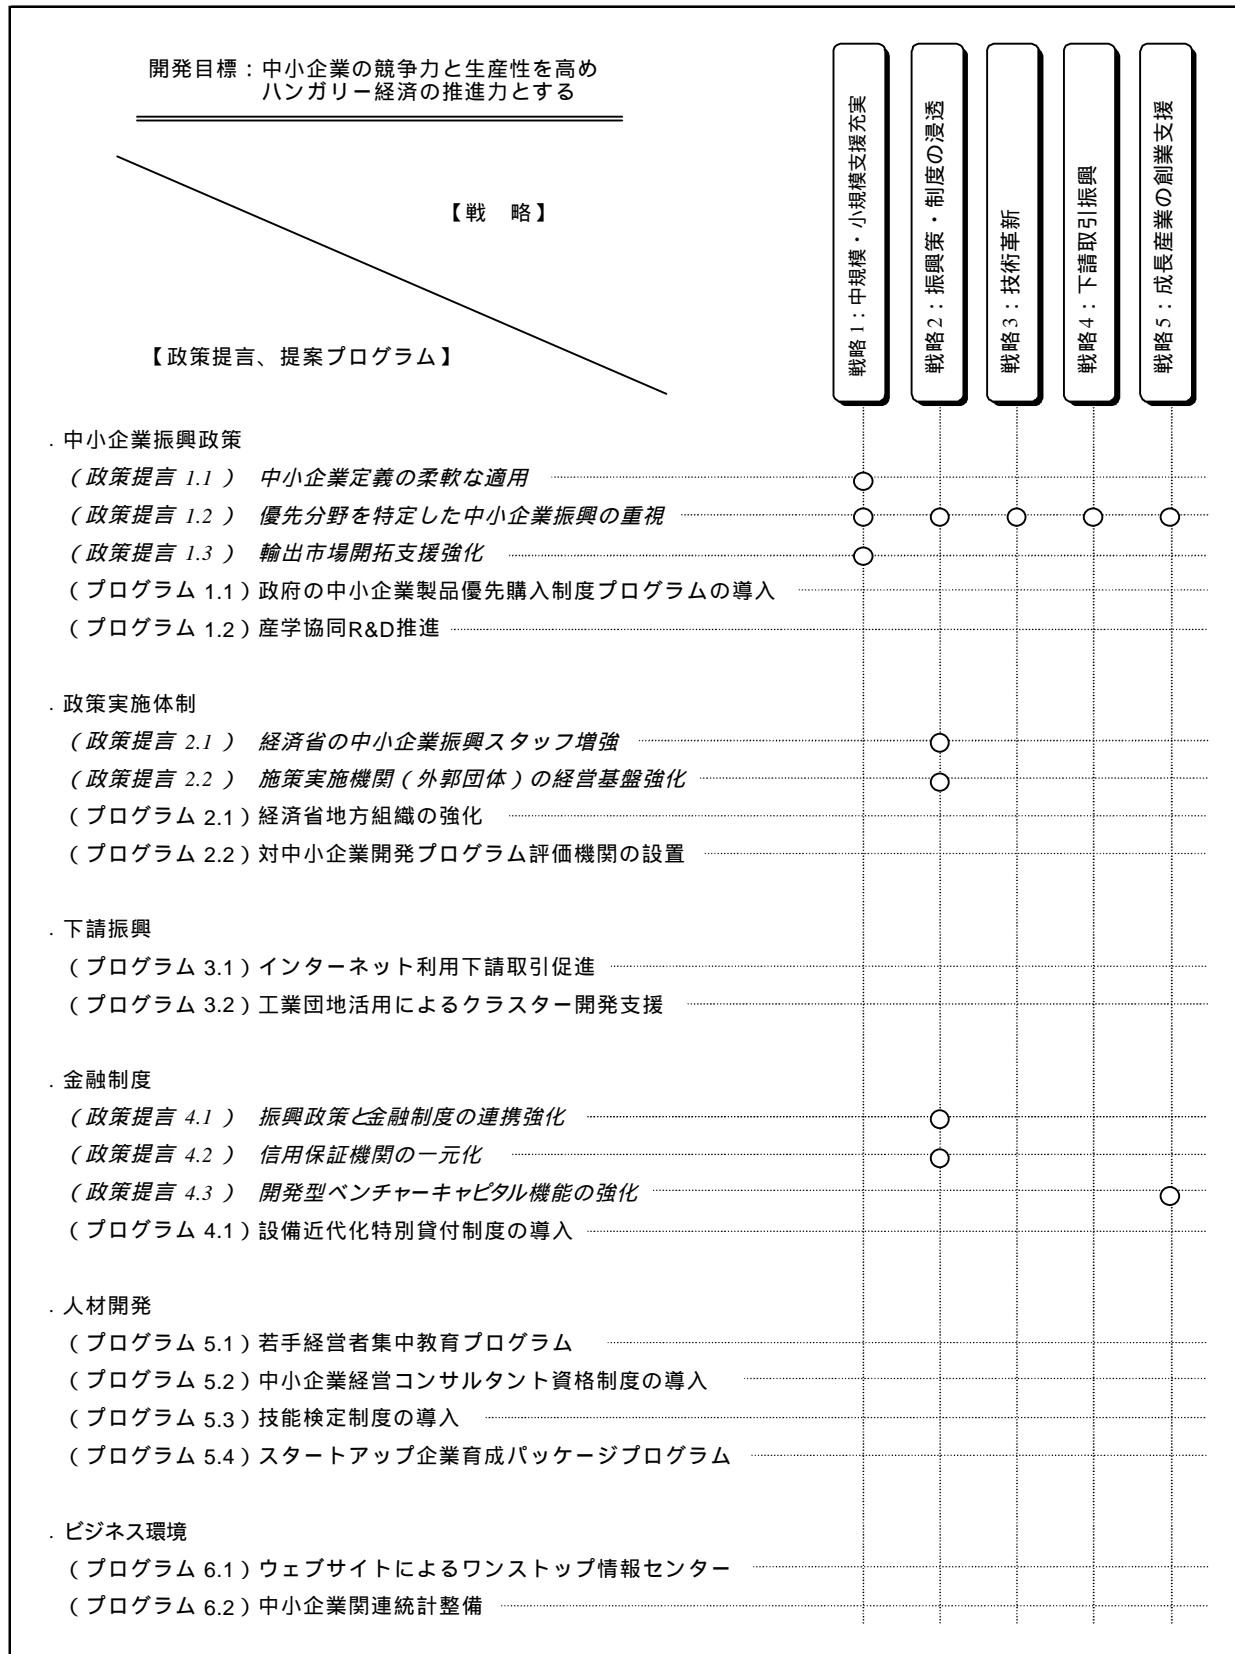 開発目標：中小企業の競争力と生産性を高め
ハンガリー経済の推進力とする
【戦　略】
【政策提言、提案プログラム】
戦略 1：中規模・小規模支援充実
戦略 2：振興策・制度の浸透
戦略 3：技術革新
戦略 4：下請取引振興
戦略 5：成長産業の創業支援
. 中小企業振興政策
（政策提言 1.1 ） 中小企業定義の柔軟な適用
（政策提言 1.2 ） 優先分野を特定した中小企業振興の重視
（政策提言 1.3 ） 輸出市場開拓支援強化
（プログラム 1.1）政府の中小企業製品優先購入制度プログラムの導入
（プログラム 1.2）産学協同R&D推進
. 政策実施体制
（政策提言 2.1 ） 経済省の中小企業振興スタッフ増強
（政策提言 2.2 ） 施策実施機関（外郭団体）の経営基盤強化
（プログラム 2.1）経済省地方組織の強化
（プログラム 2.2）対中小企業開発プログラム評価機関の設置
. 下請振興
（プログラム 3.1）インターネット利用下請取引促進
（プログラム 3.2）工業団地活用によるクラスター開発支援
. 金融制度
（政策提言 4.1 ） 振興政策と金融制度の連携強化
（政策提言 4.2 ） 信用保証機関の一元化
（政策提言 4.3 ） 開発型ベンチャーキャピタル機能の強化
（プログラム 4.1）設備近代化特別貸付制度の導入
. 人材開発
（プログラム 5.1）若手経営者集中教育プログラム
（プログラム 5.2）中小企業経営コンサルタント資格制度の導入
（プログラム 5.3）技能検定制度の導入
（プログラム 5.4）スタートアップ企業育成パッケージプログラム
. ビジネス環境
（プログラム 6.1）ウェブサイトによるワンストップ情報センター
（プログラム 6.2）中小企業関連統計整備